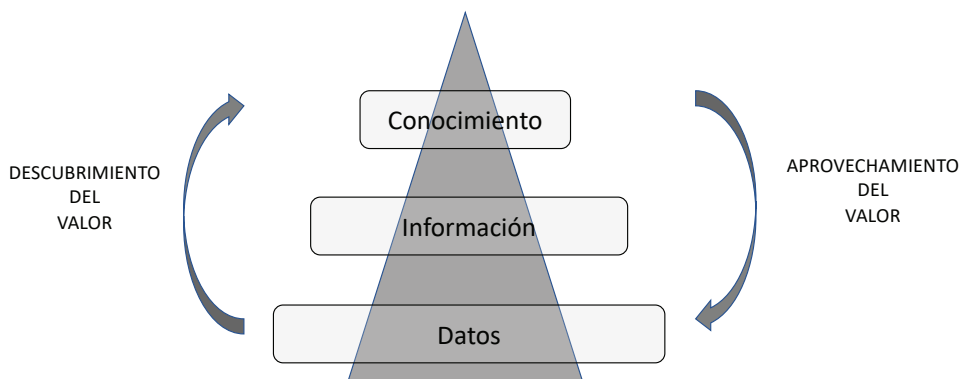 Conocimiento
DESCUBRIMIENTO
DEL
VALOR
APROVECHAMIENTO
DEL
VALOR
Información
Datos